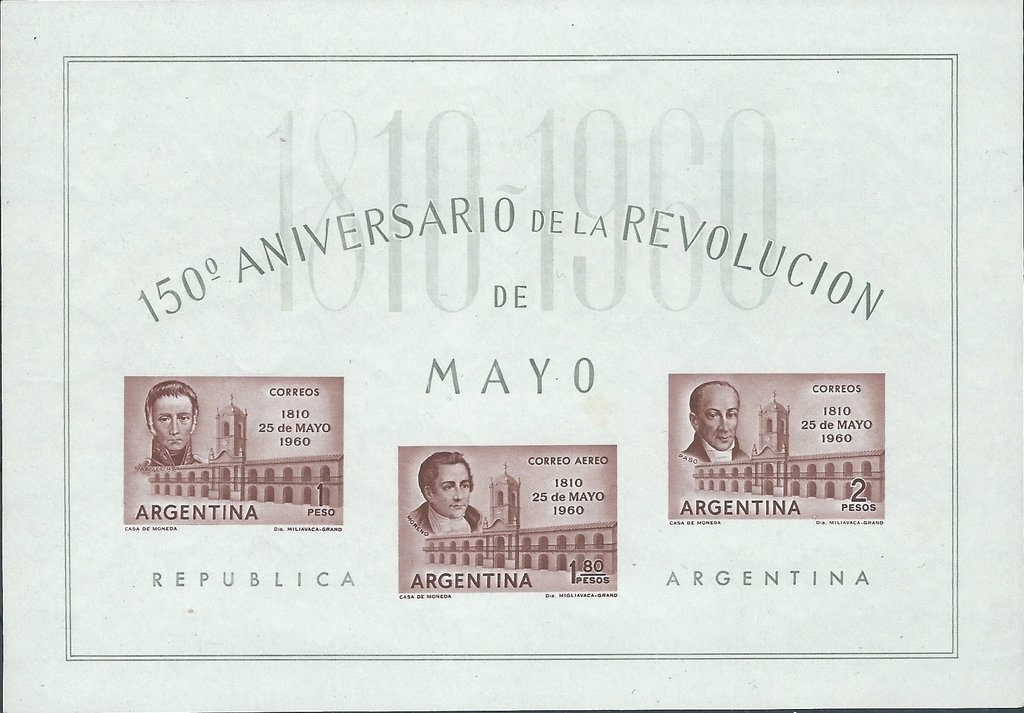 1810-1960
150º ANIVERSARIO DE LA REVOLUCION
DE
MAYO
CORREOS
1810
25 de MAYO
1960
SAAVEDRA
1
PESO
ARGENTINA
CASA DE MONEDA Dib. MILIAVACA-GRAND
CORREO AEREO
1810
25 de MAYO
1960
MORENO
1,80
PESOS
ARGENTINA
CASA DE MONEDA Dib. MIGLIAVACA-GRAND
CORREOS
1810
25 de MAYO
1960
PASO
2
PESOS
ARGENTINA
CASA DE MONEDA Dib. MILIAVACA-GRAND
REPUBLICA ARGENTINA